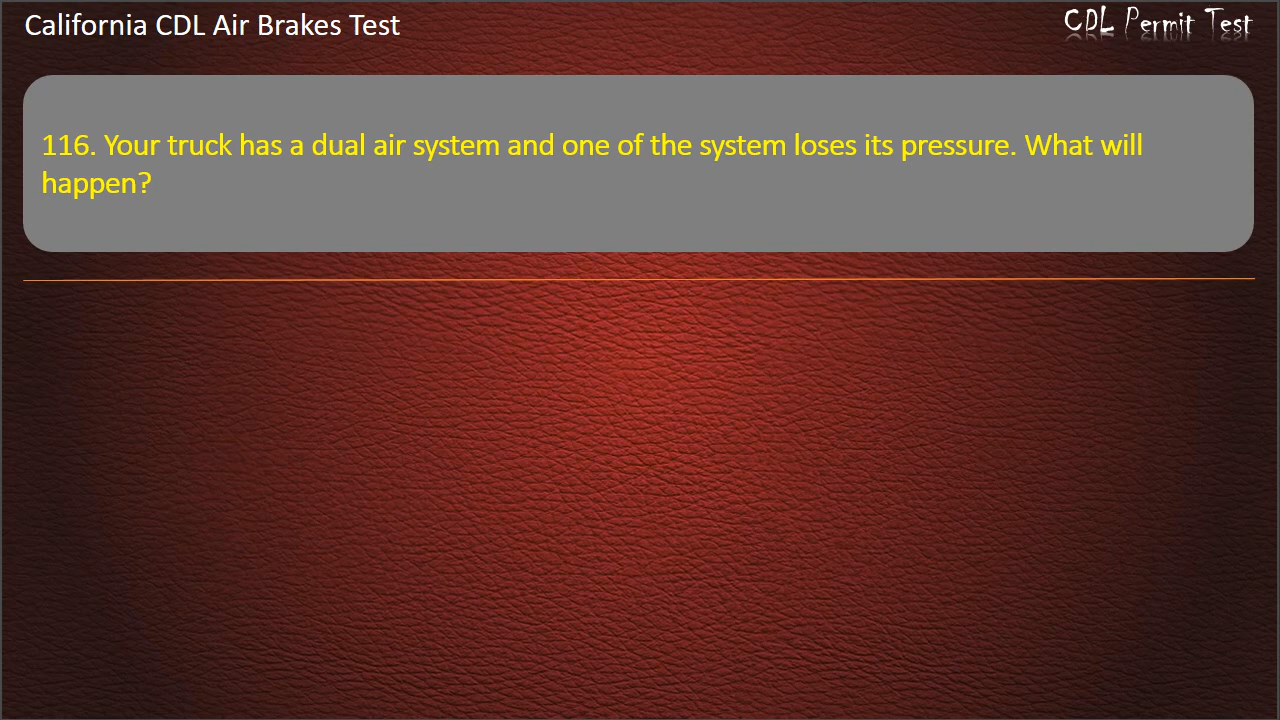 California CDL Air Brakes Test
CDL Permit Test
116. Your truck has a dual air system and one of the system loses its pressure. What will
happen?